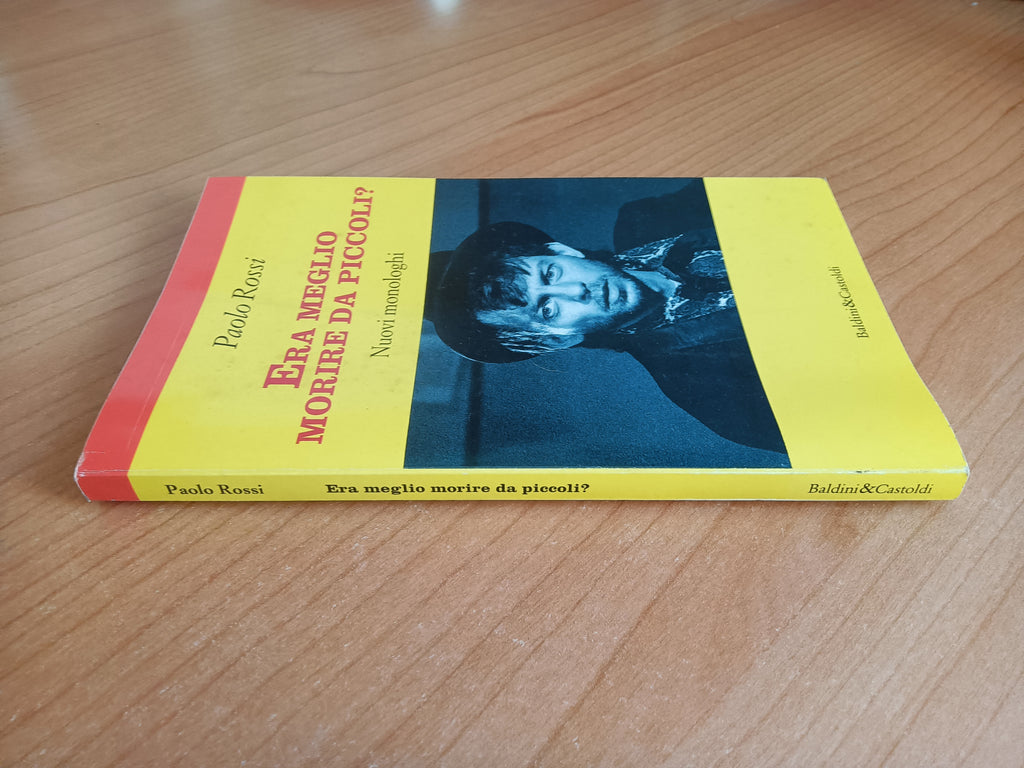 Paolo Rossi
ERA MEGLIO
MORIRE DA PICCOLI?
Nuovi monologhi
Baldini&Castoldi
Paolo Rossi Era meglio morire da piccoli? Baldini&Castoldi